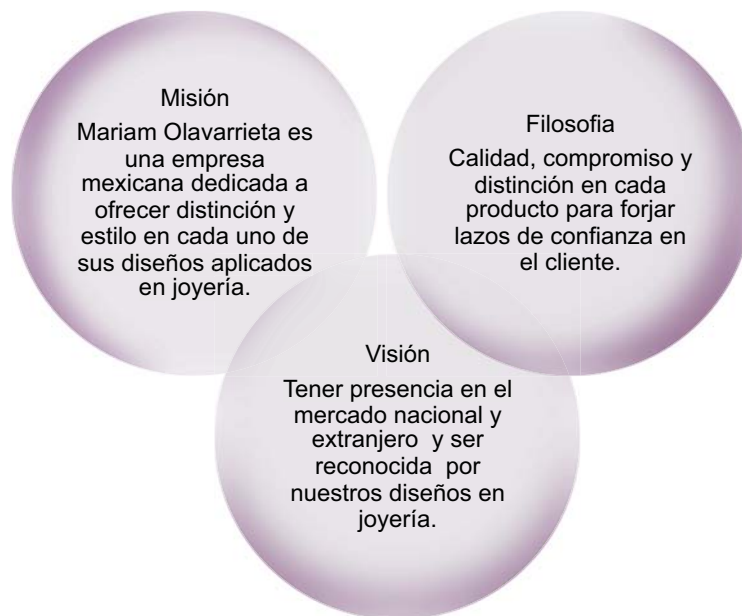 Misión
Mariam Olavarrieta es
una empresa
mexicana dedicada a
ofrecer distinción y
estilo en cada uno de
sus diseños aplicados
en joyería.
Filosofia
Calidad, compromiso y
distinción en cada
producto para forjar
lazos de confianza en
el cliente.
Visión
Tener presencia en el
mercado nacional y
extranjero y ser
reconocida por
nuestros diseños en
joyería.